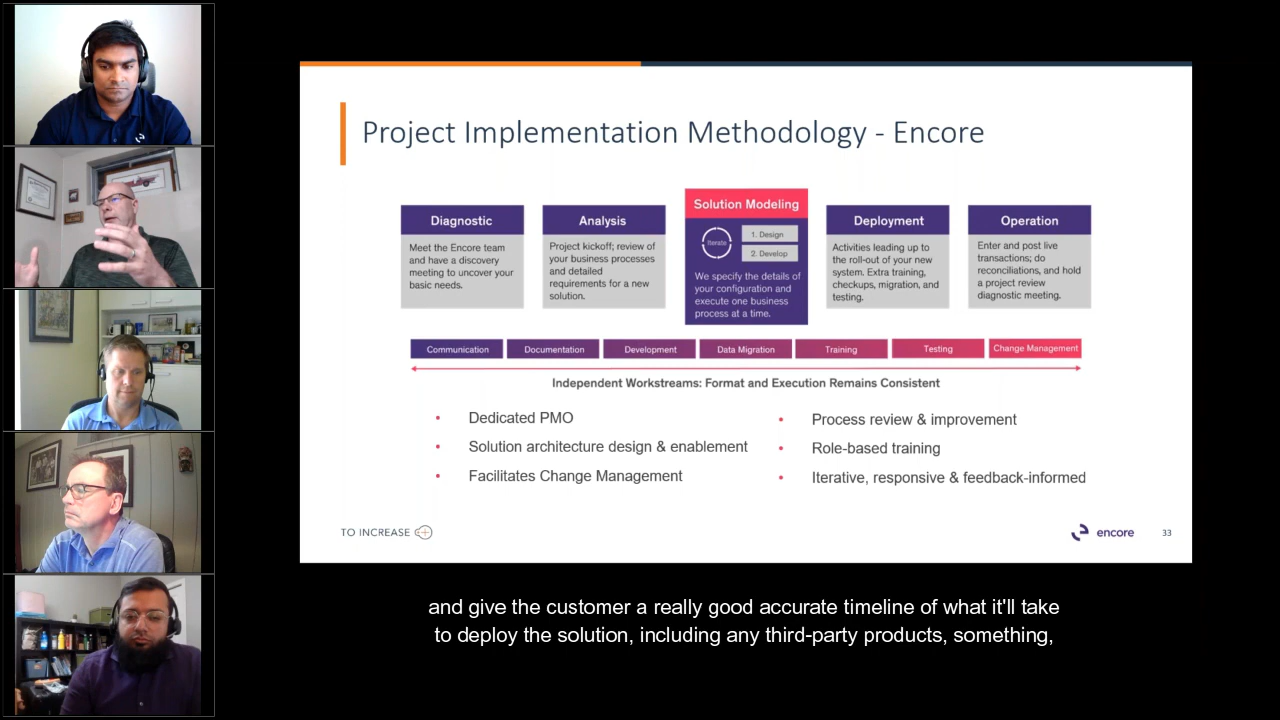 Project Implementation Methodology - Encore
Diagnostic
Meet the Encore team
and have a discovery
meeting to uncover your
basic needs.
Analysis
Project kickoff; review of
your business processes
and detailed
requirements for a new
solution.
Solution Modeling
Iterate
1. Design
2. Develop
We specify the details of
your configuration and
execute one business
process at a time.
Deployment
Activities leading up to
the roll-out of your new
system. Extra training,
checkups, migration, and
testing.
Operation
Enter and post live
transactions; do
reconciliations, and hold
a project review
diagnostic meeting.
Communication
Documentation
Development
Data Migration
Training
Testing
Change Management
Independent Workstreams: Format and Execution Remains Consistent
• Dedicated PMO
• Solution architecture design & enablement
• Facilitates Change Management
• Process review & improvement
• Role-based training
• Iterative, responsive & feedback-informed
TO INCREASE
encore
33
and give the customer a really good accurate timeline of what it'll take
to deploy the solution, including any third-party products, something,